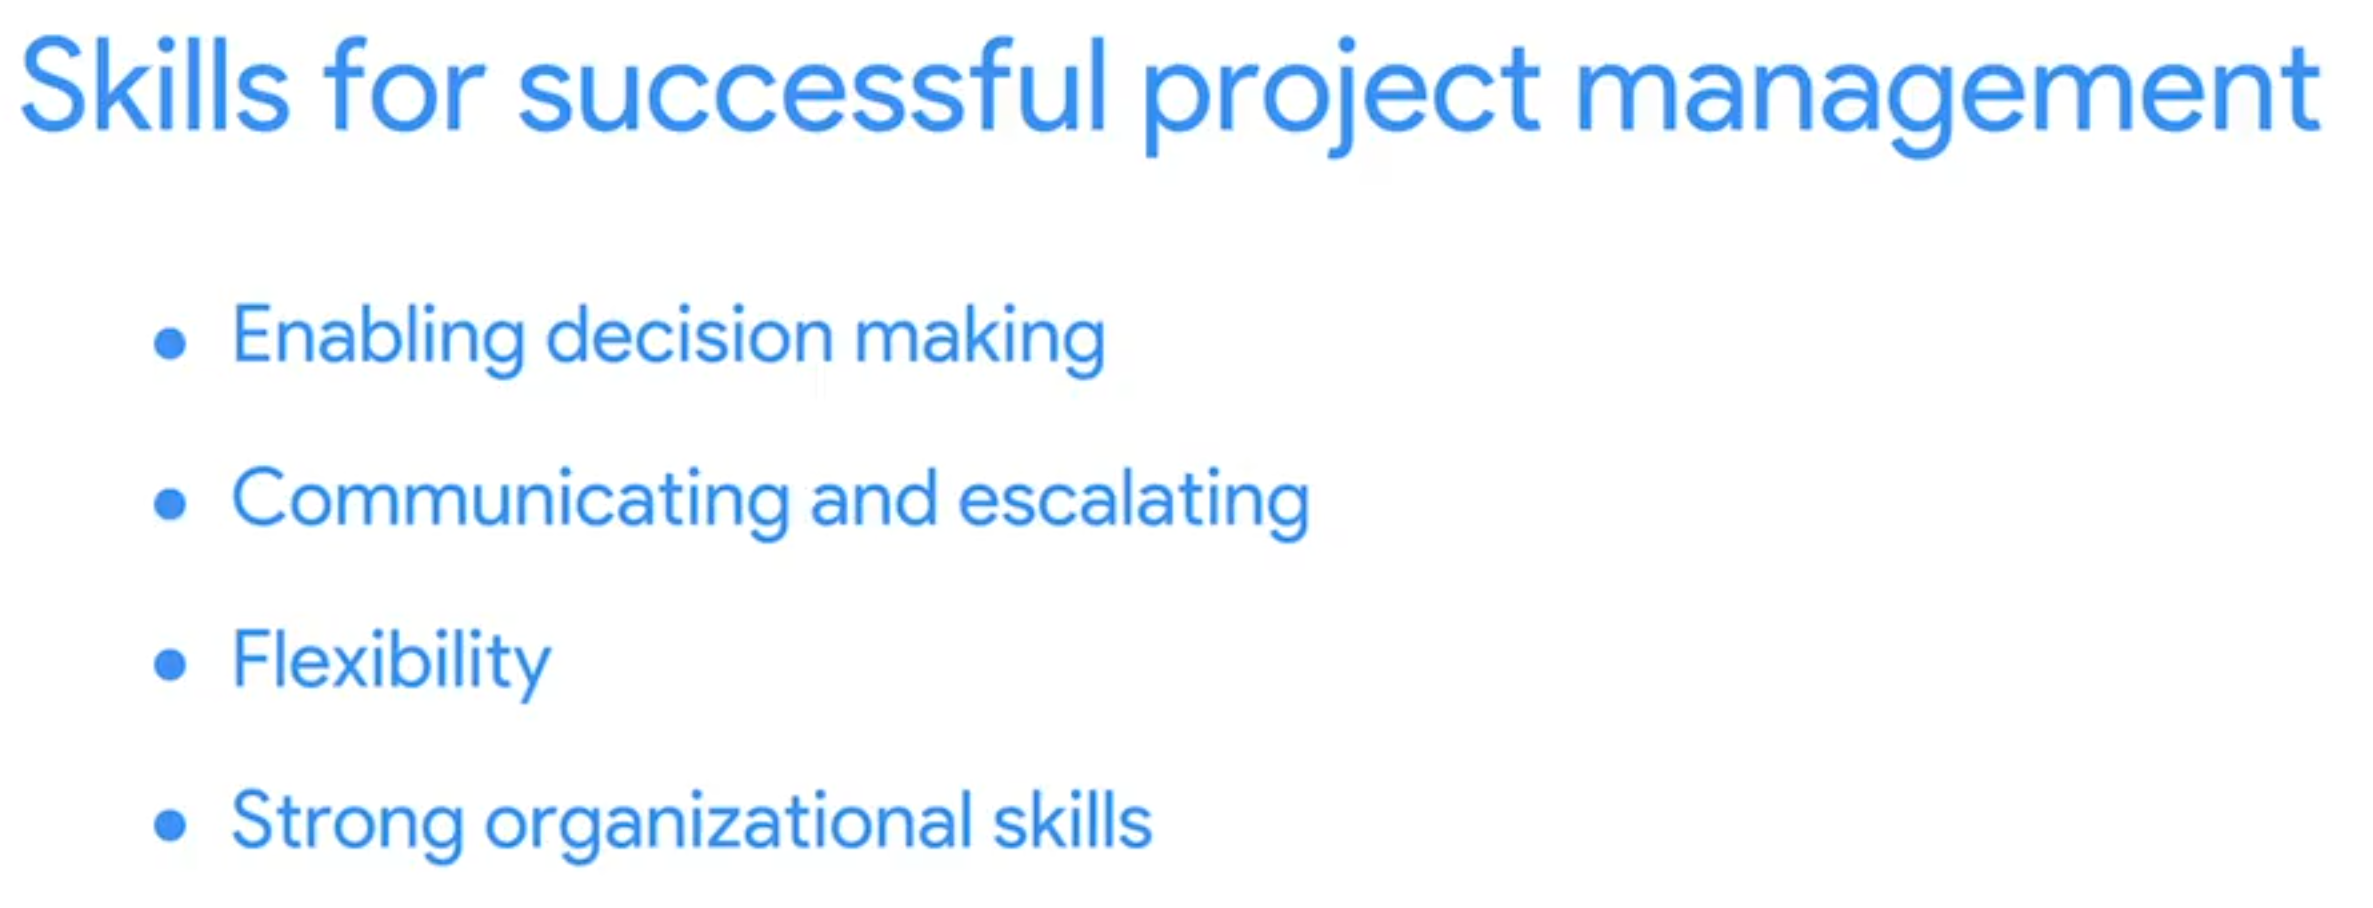 Skills for successful project management
• Enabling decision making
• Communicating and escalating
• Flexibility
• Strong organizational skills